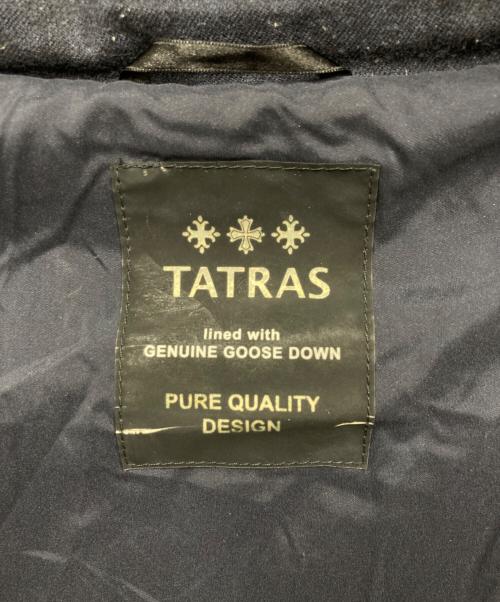 TATRAS
lined with
GENUINE GOOSE DOWN
PURE QUALITY
DESIGN